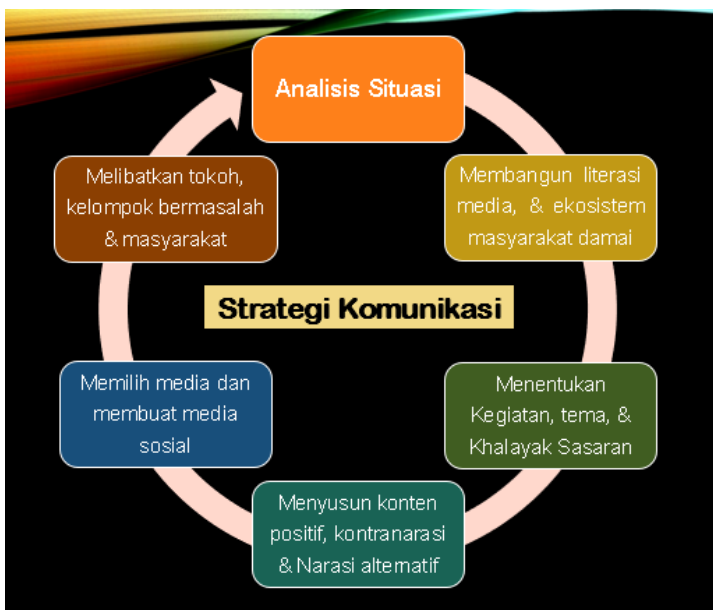 Analisis Situasi
Membangun literasi
media, & ekosistem
masyarakat damai
Menentukan
Kegiatan, tema, &
Khalayak Sasaran
Menyusun konten
positif, kontranarasi
& Narasi alternatif
Memilih media dan
membuat media
sosial
Melibatkan tokoh,
kelompok bermasalah
& masyarakat
Strategi Komunikasi